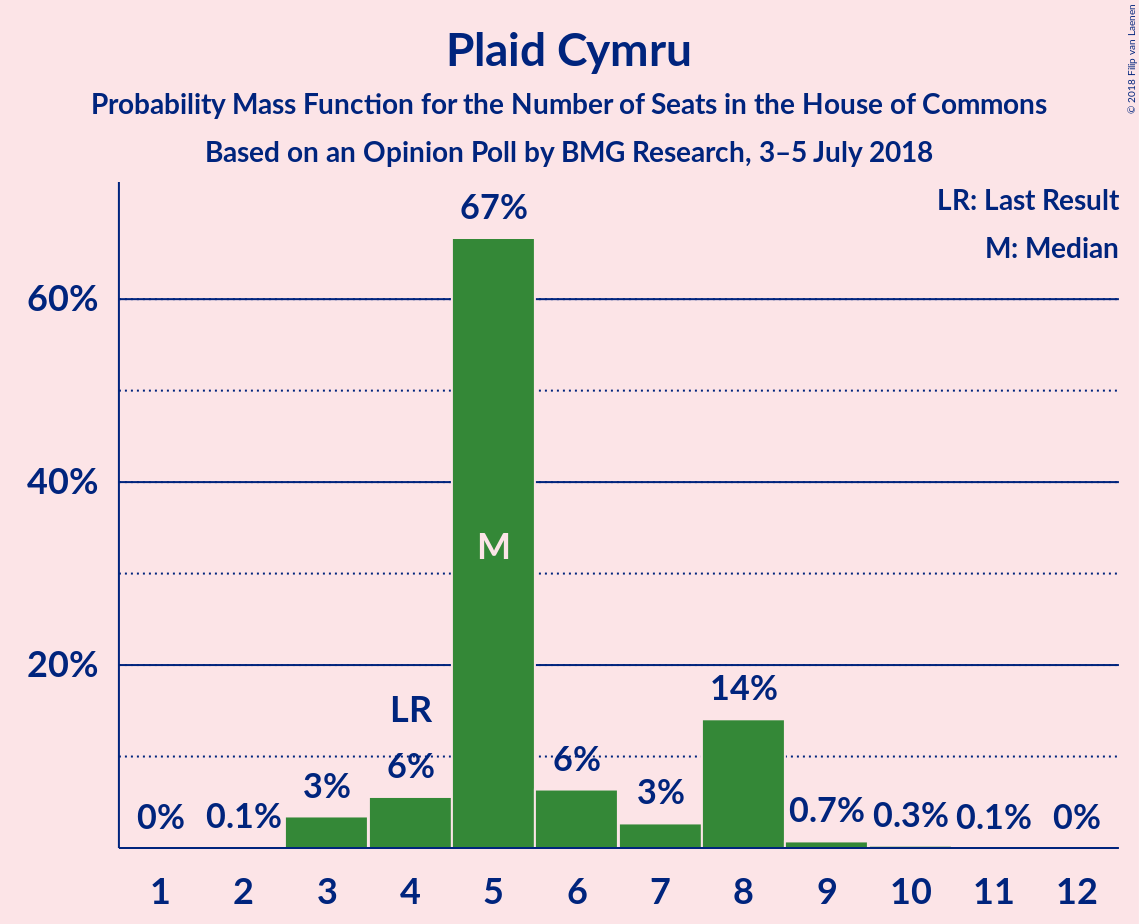 Plaid Cymru
Probability Mass Function for the Number of Seats in the House of Commons
Based on an Opinion Poll by BMG Research, 3–5 July 2018
© 2018 Filip van Laenen
LR: Last Result
M: Median
60%
40%
20%
0%
0.1%
3%
LR
6%
67%
M
6%
3%
14%
0.7%
0.3%
0.1%
0%
1 2 3 4 5 6 7 8 9 10 11 12